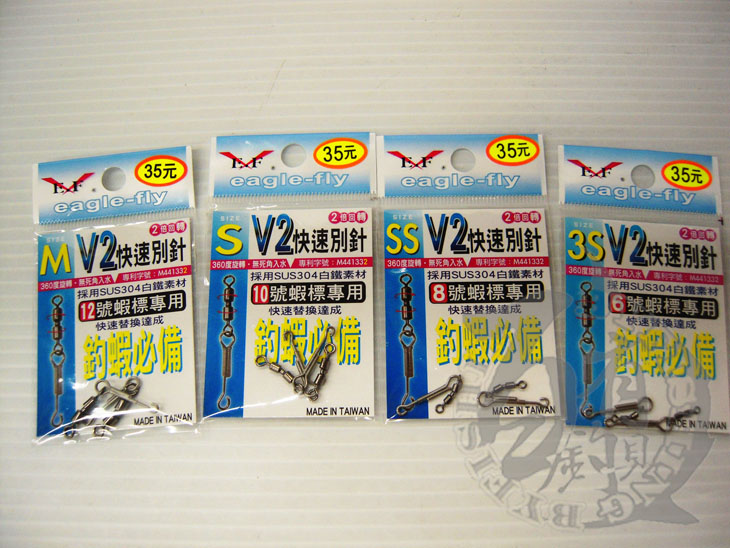 EF
35元
eagle-fly
SIZE
2倍回轉
M V2快速別針
360度旋轉・無死角入水 專利字號:M441332
採用SUS304白鐵素材
12號蝦標專用
快速替換達成
釣蝦必備
MADE IN TAIWAN
EF
35元
eagle-fly
SIZE
2倍回轉
S V2快速別針
360度旋轉・無死角入水 專利字號:M441332
採用SUS304白鐵素材
10號蝦標專用
快速替換達成
釣蝦必備
MADE IN TAIWAN
EF
35元
eagle-fly
SIZE
2倍回轉
SS V2快速別針
360度旋轉・無死角入水 專利字號:M441332
採用SUS304白鐵素材
8號蝦標專用
快速替換達成
釣蝦必備
MADE IN TAIWAN
EF
35元
eagle-fly
SIZE
2倍回轉
3S V2快速別針
360度旋轉・無死角入水 專利字號:M441332
採用SUS304白鐵素材
6號蝦標專用
快速替換達成
釣蝦必備
MADE IN TAIWAN